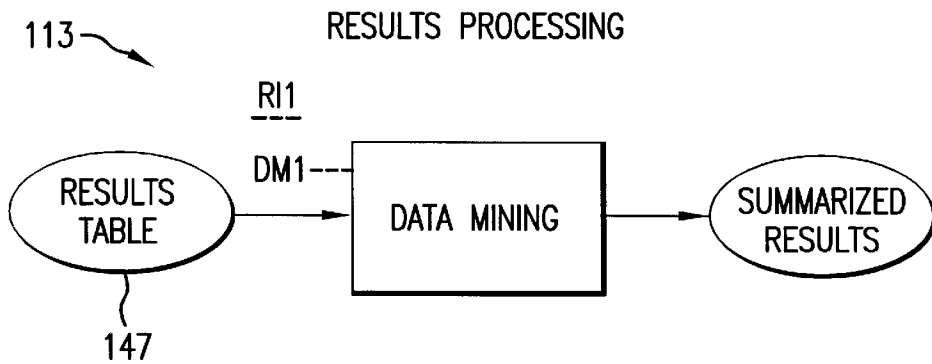 RESULTS PROCESSING
113
RI1
DM1
RESULTS
TABLE
DATA MINING
SUMMARIZED
RESULTS
147